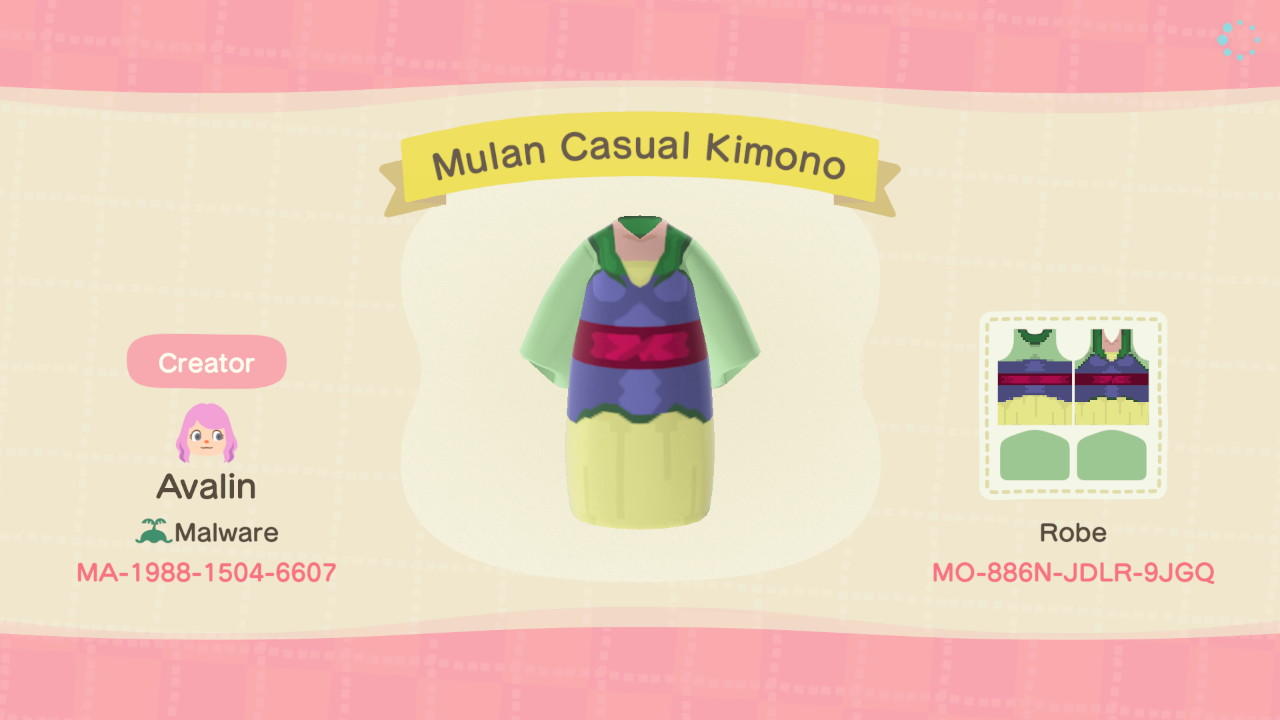 Mulan Casual Kimono
Creator
Avalin
Malware
MA-1988-1504-6607
Robe
MO-886N-JDLR-9JGQ